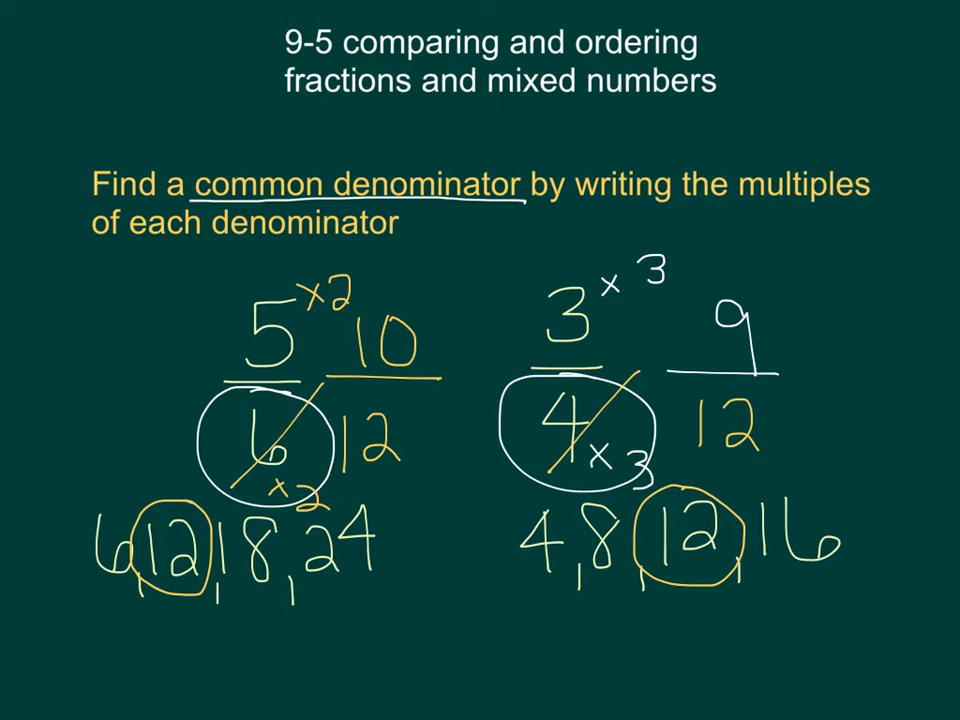 9-5 comparing and ordering
fractions and mixed numbers
Find a common denominator by writing the multiples
of each denominator
5 ×2 10
6 ×2 12
3 × 3 9
4 × 3 12
6, 12, 18, 24
4, 8, 12, 16